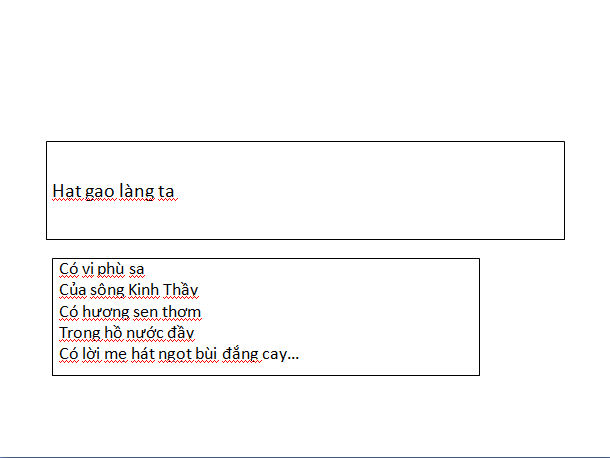 Hạt gạo làng ta
Có vị phù sa
Của sông Kinh Thầy
Có hương sen thơm
Trong hồ nước đầy
Có lời mẹ hát ngọt bùi đắng cay...